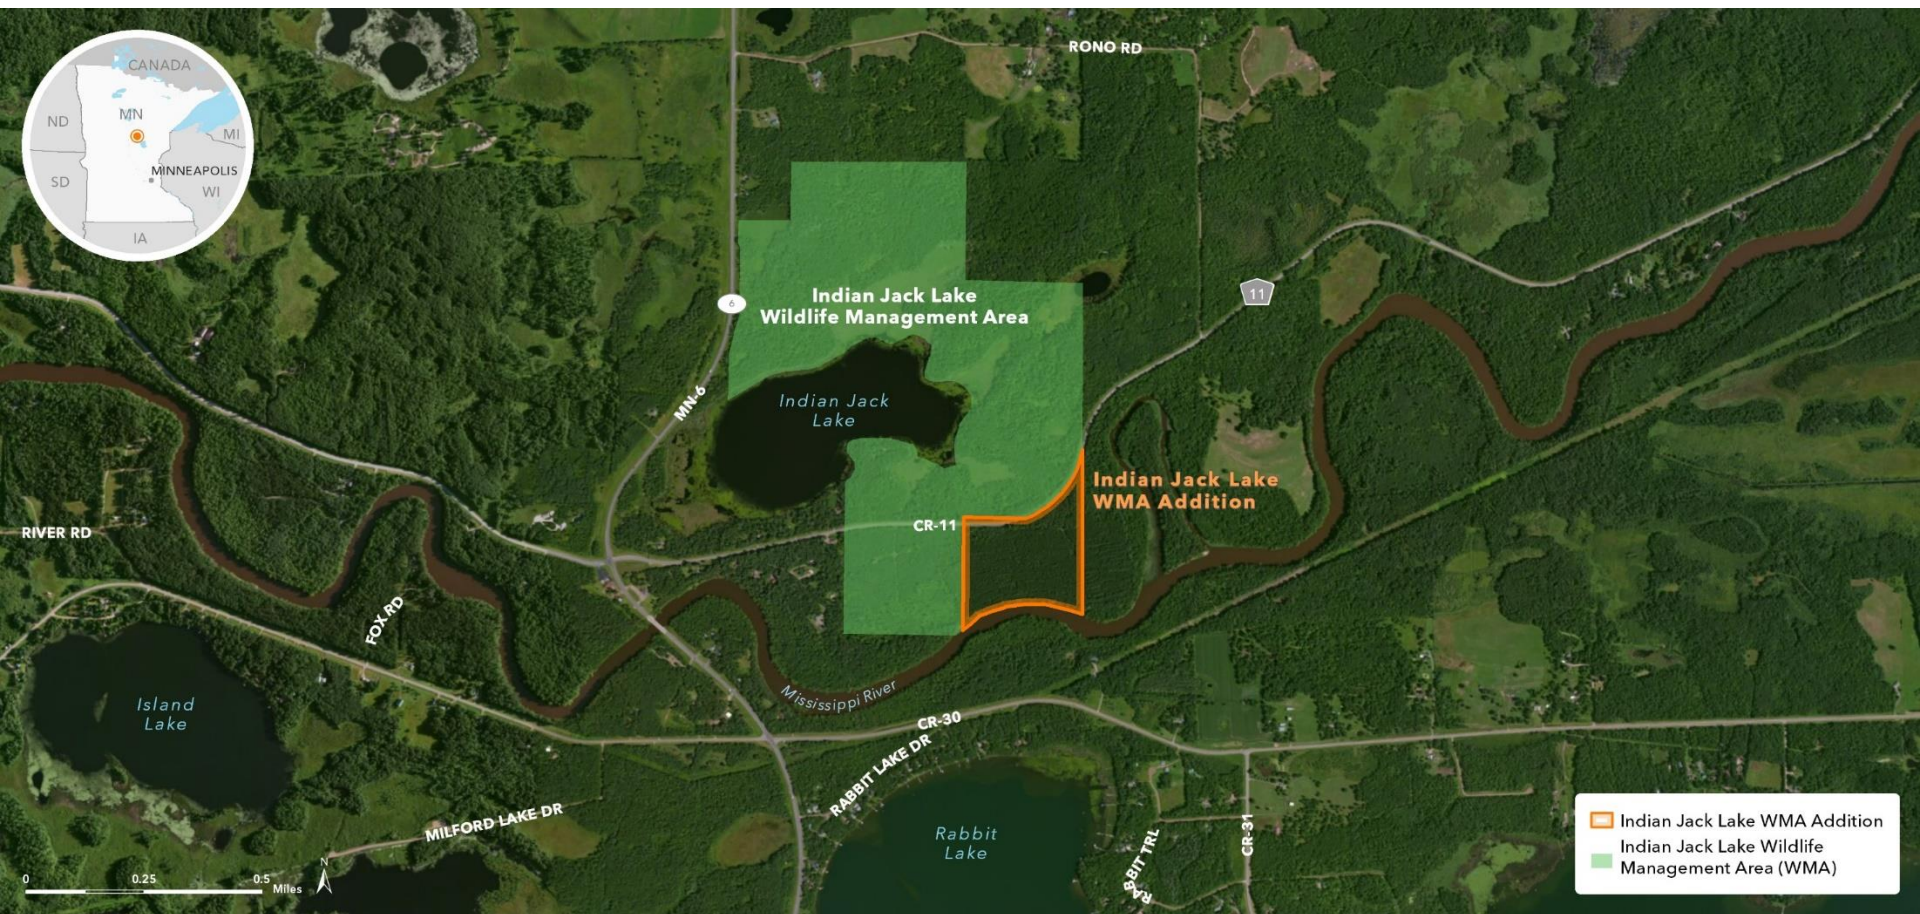 CANADA
ND
MN
MI
MINNEAPOLIS
SD
WI
IA
RONO RD
6
Indian Jack Lake
Wildlife Management Area
11
MN-6
Indian Jack
Lake
Indian Jack Lake
WMA Addition
CR-11
RIVER RD
FOX RD
Island
Lake
Mississippi River
CR-30
RABBIT LAKE DR
MILFORD LAKE DR
Rabbit
Lake
RABBIT TRL
CR-31
0 0.25 0.5
Miles
N
Indian Jack Lake WMA Addition
Indian Jack Lake Wildlife
Management Area (WMA)